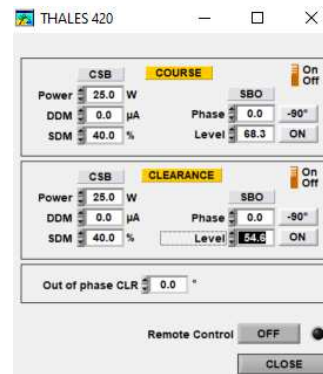 THALES 420
CSB COURSE On
Off
Power 25.0 W SBO
DDM 0.0 µA Phase 0.0 -90°
SDM 40.0 % Level 68.3 ON
CSB CLEARANCE On
Off
Power 25.0 W SBO
DDM 0.0 µA Phase 0.0 -90°
SDM 40.0 % Level 54.6 ON
Out of phase CLR 0.0 °
Remote Control OFF
CLOSE